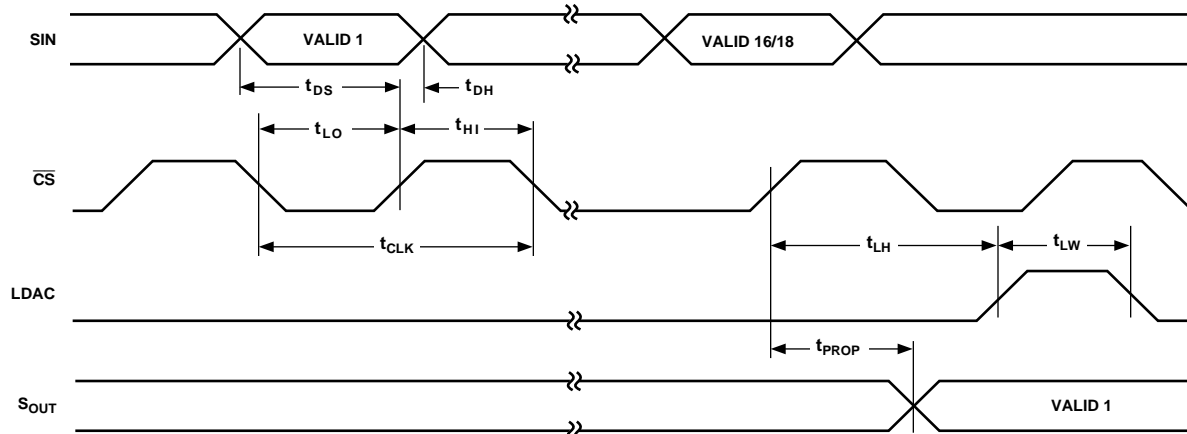 SIN
VALID 1
VALID 16/18
tDS
tDH
tLO
tHI
CS
tCLK
tLH
tLW
LDAC
tPROP
SOUT
VALID 1